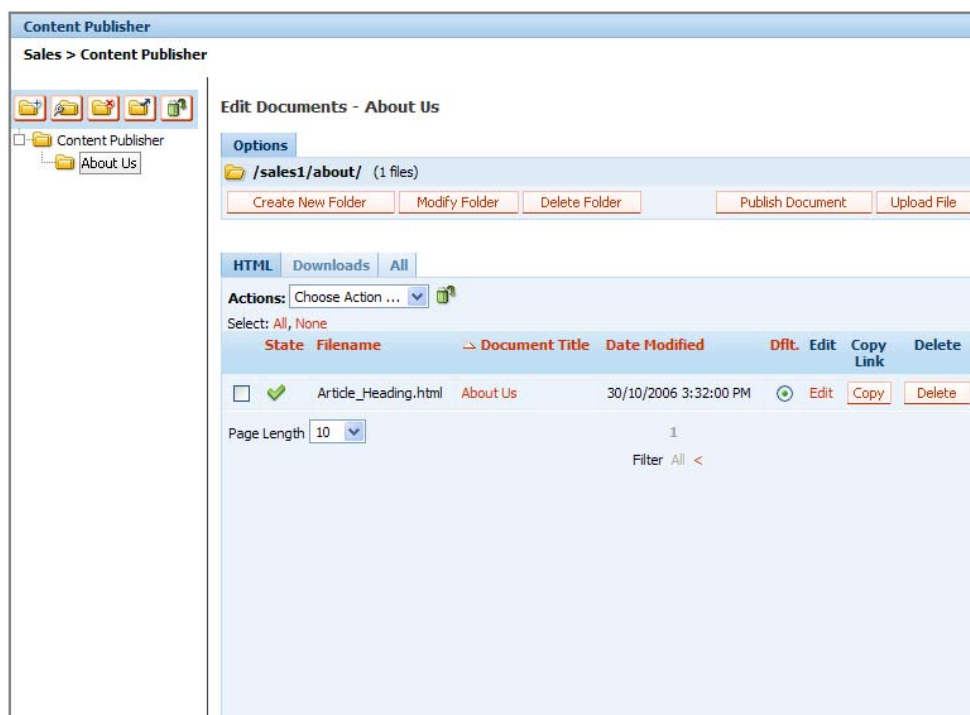 Content Publisher
Sales > Content Publisher
Content Publisher
About Us
Edit Documents - About Us
Options
/sales1/about/ (1 files)
Create New Folder Modify Folder Delete Folder Publish Document Upload File
HTML Downloads All
Actions: Choose Action ...
Select: All, None
State Filename Document Title Date Modified Dflt. Edit Copy Link Delete
Article_Heading.html About Us 30/10/2006 3:32:00 PM Edit Copy Delete
Page Length 10 1
Filter All <